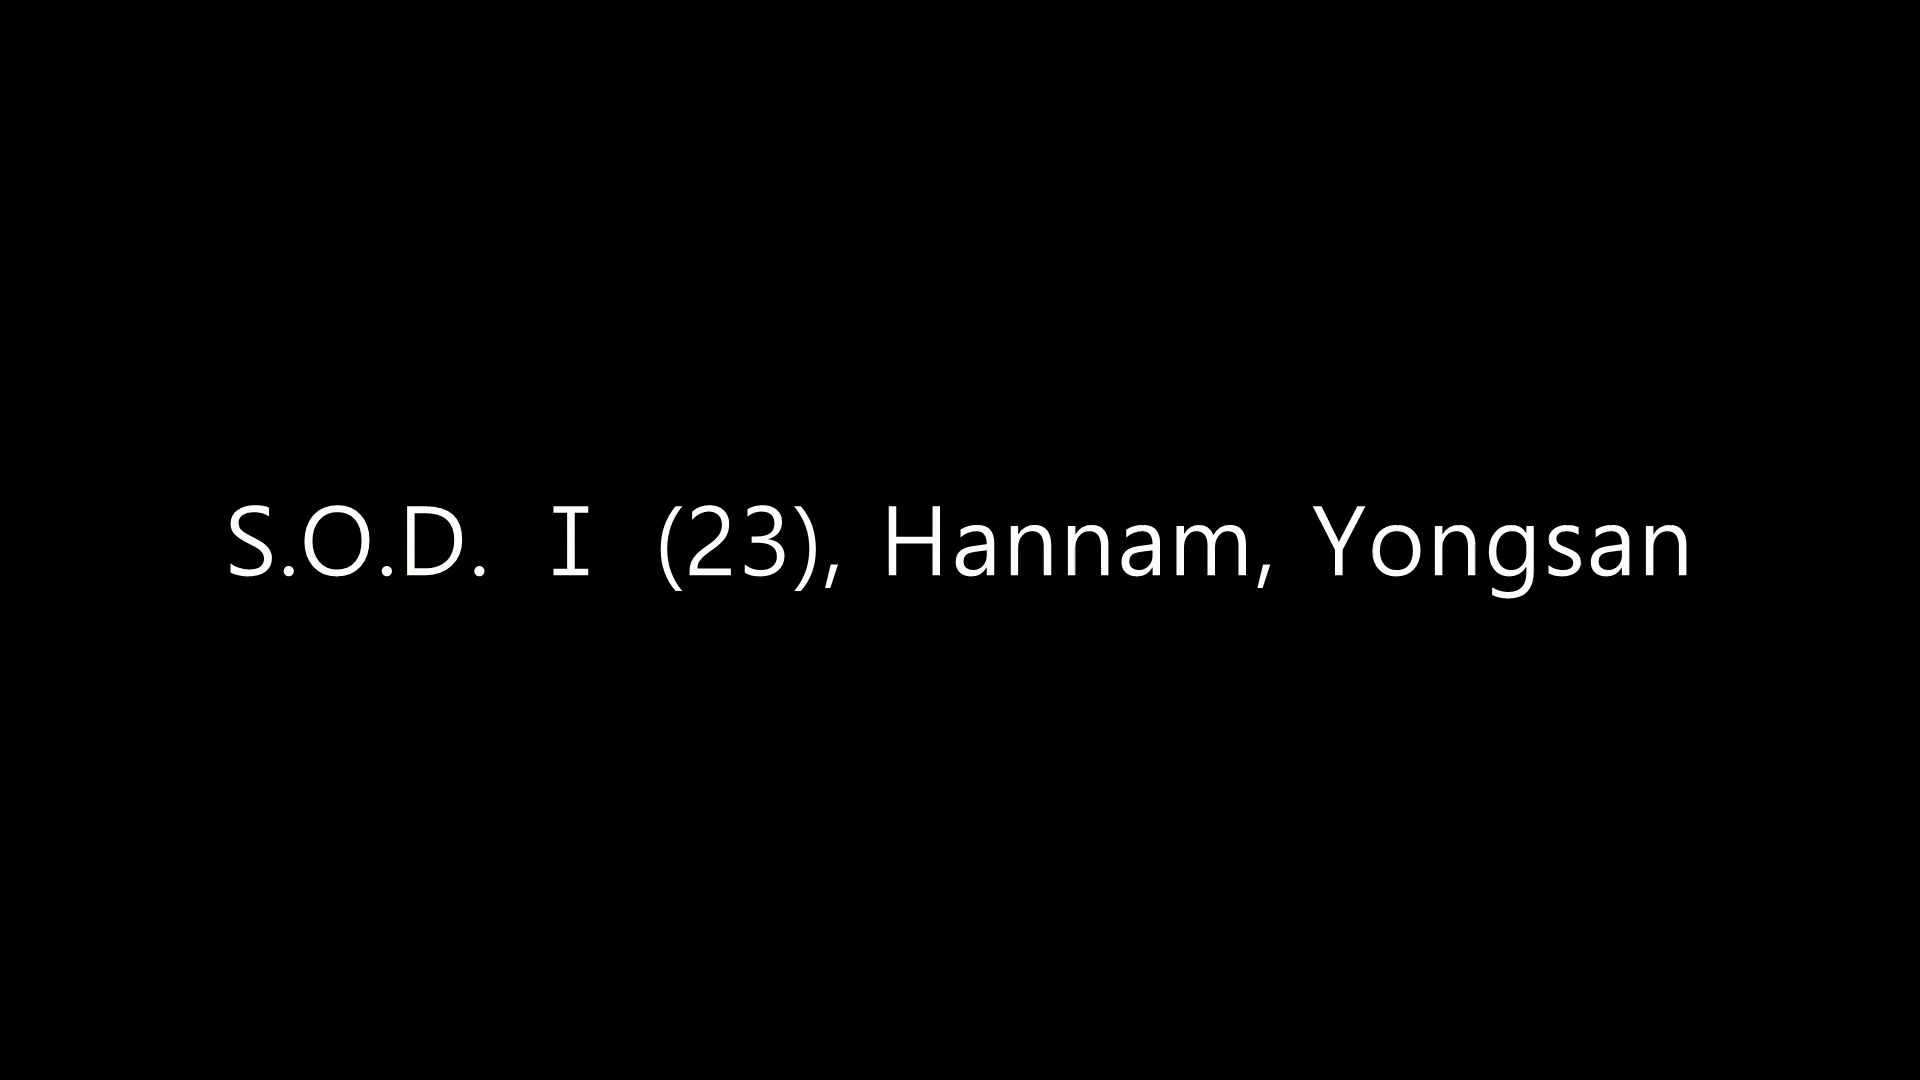 S.O.D. Ⅰ (23), Hannam, Yongsan